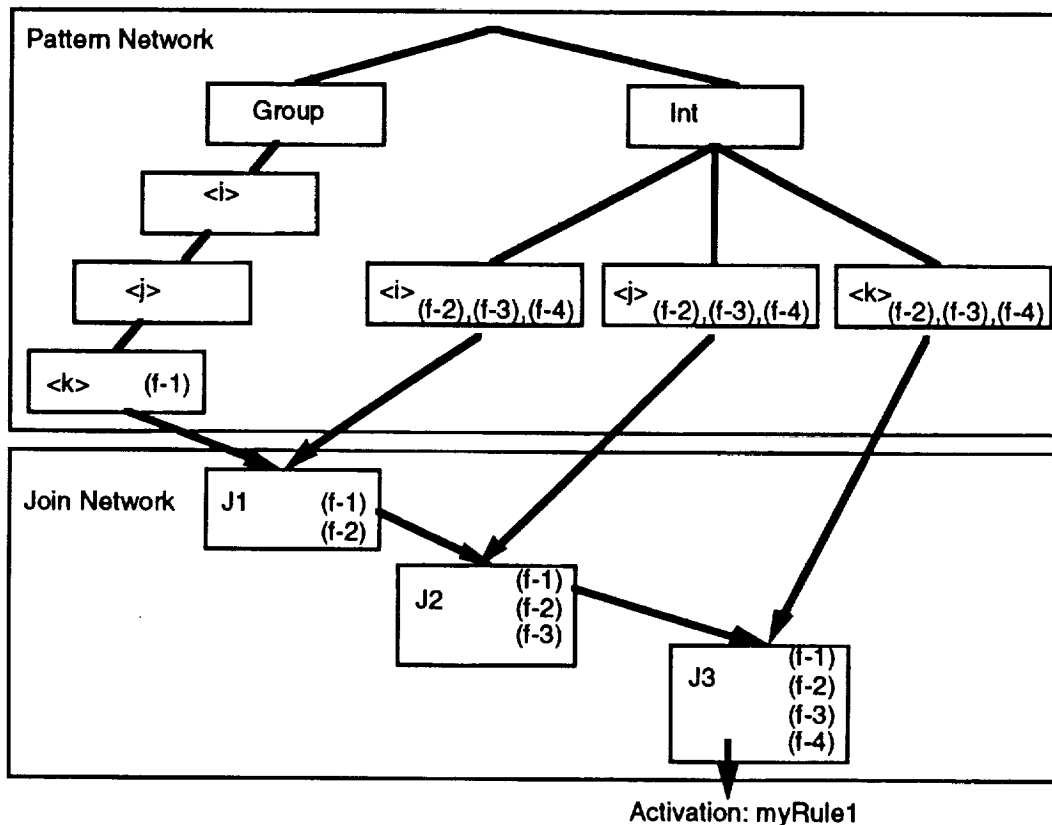 Pattern Network
Group
Int
<i>
<j>
<i>
(f-2),(f-3),(f-4)
<j>
(f-2),(f-3),(f-4)
<k>
(f-2),(f-3),(f-4)
<k> (f-1)
Join Network
J1 (f-1)
(f-2)
J2 (f-1)
(f-2)
(f-3)
J3 (f-1)
(f-2)
(f-3)
(f-4)
Activation: myRule1